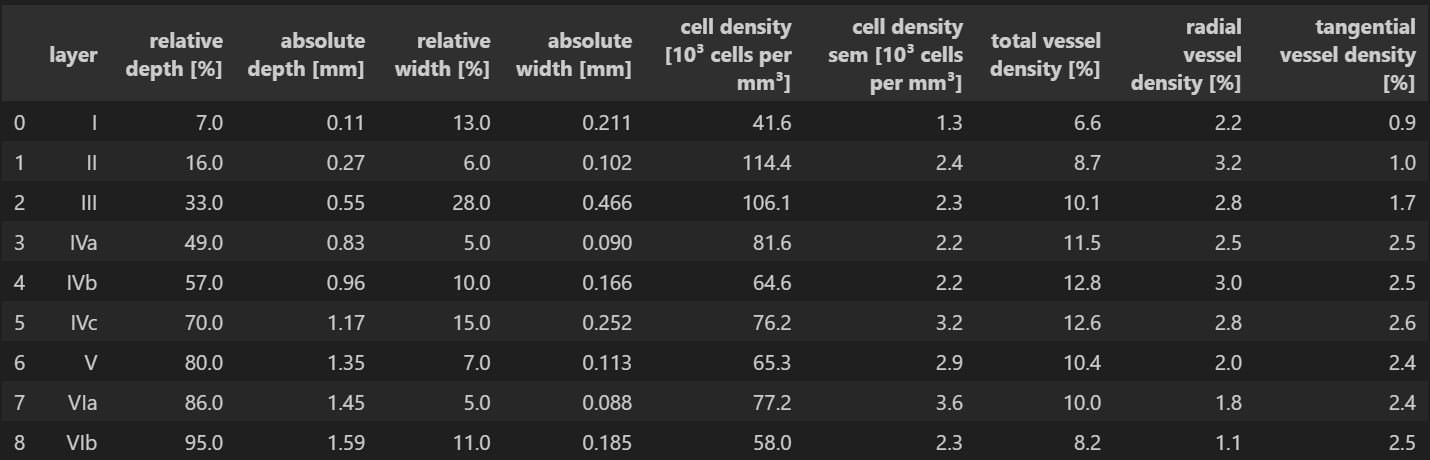 layer relative depth [%] absolute depth [mm] relative width [%] absolute width [mm] cell density [10³ cells per mm³] cell density sem [10³ cells per mm³] total vessel density [%] radial vessel density [%] tangential vessel density [%]
0 I 7.0 0.11 13.0 0.211 41.6 1.3 6.6 2.2 0.9
1 II 16.0 0.27 6.0 0.102 114.4 2.4 8.7 3.2 1.0
2 III 33.0 0.55 28.0 0.466 106.1 2.3 10.1 2.8 1.7
3 IVa 49.0 0.83 5.0 0.090 81.6 2.2 11.5 2.5 2.5
4 IVb 57.0 0.96 10.0 0.166 64.6 2.2 12.8 3.0 2.5
5 IVc 70.0 1.17 15.0 0.252 76.2 3.2 12.6 2.8 2.6
6 V 80.0 1.35 7.0 0.113 65.3 2.9 10.4 2.0 2.4
7 VIa 86.0 1.45 5.0 0.088 77.2 3.6 10.0 1.8 2.4
8 VIb 95.0 1.59 11.0 0.185 58.0 2.3 8.2 1.1 2.5